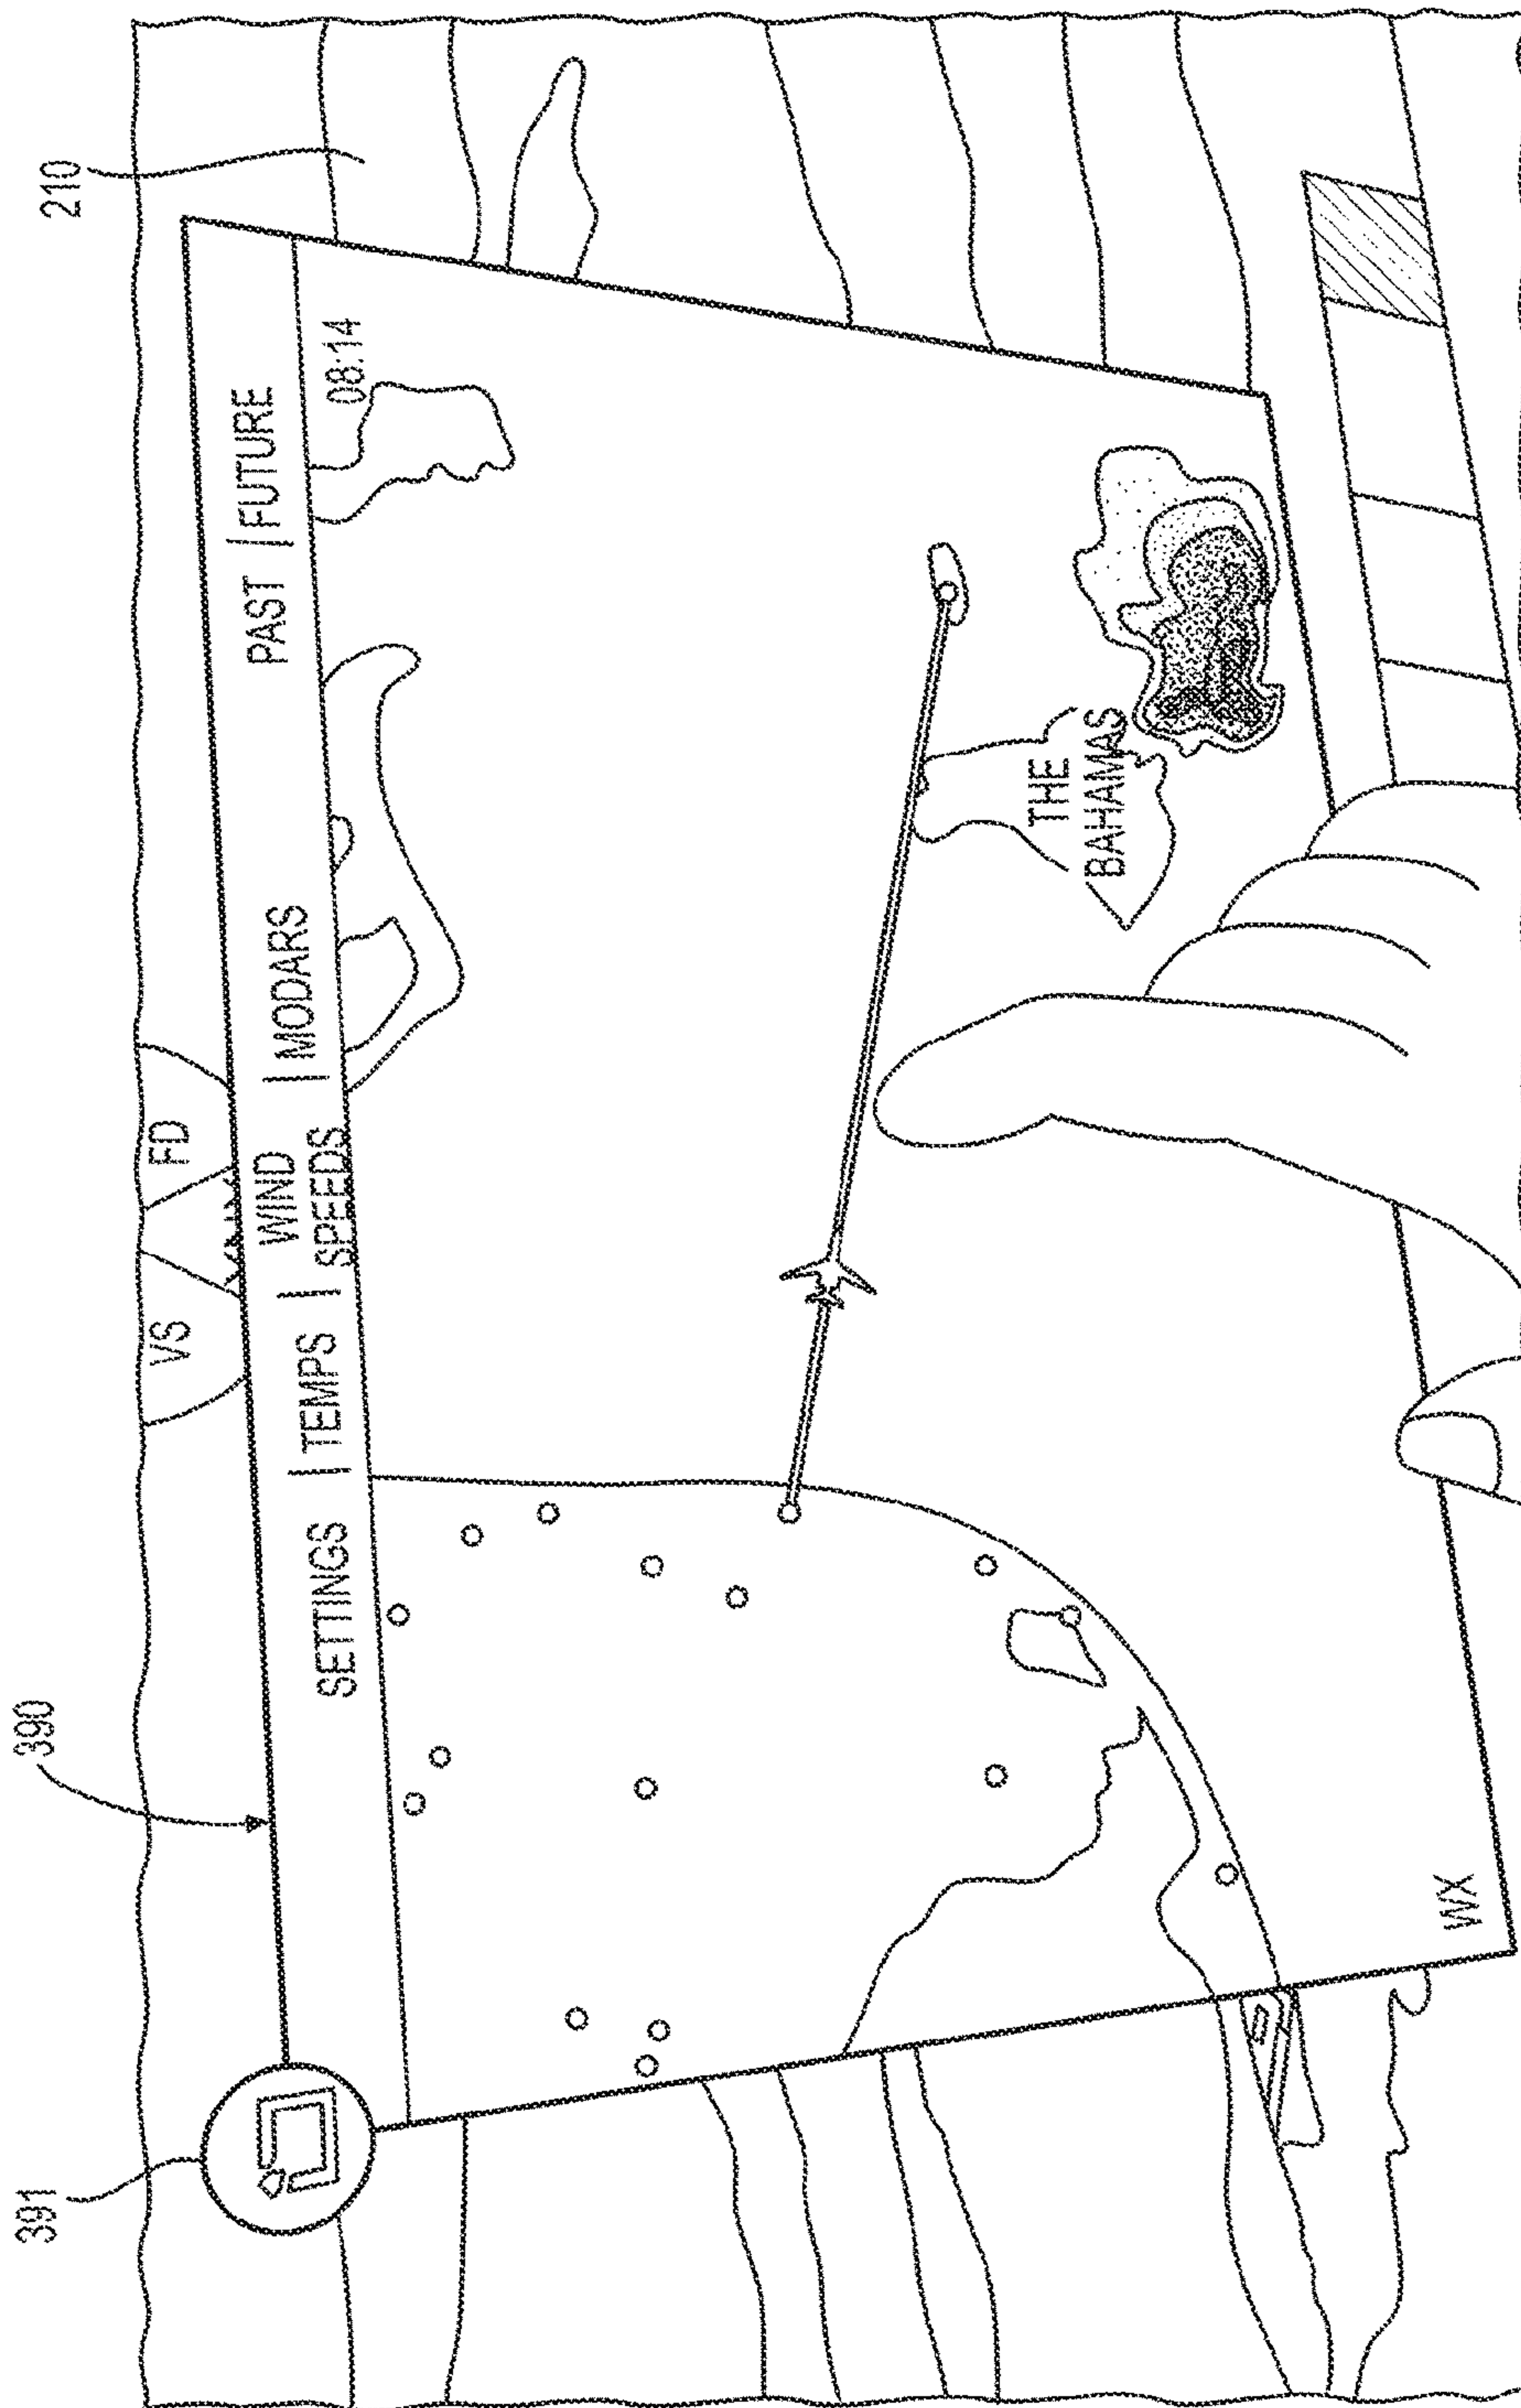 391
390
210
VS
FD
SETTINGS | TEMPS | WIND SPEEDS | MODARS
PAST | FUTURE
08:14
THE
BAHAMAS
WX